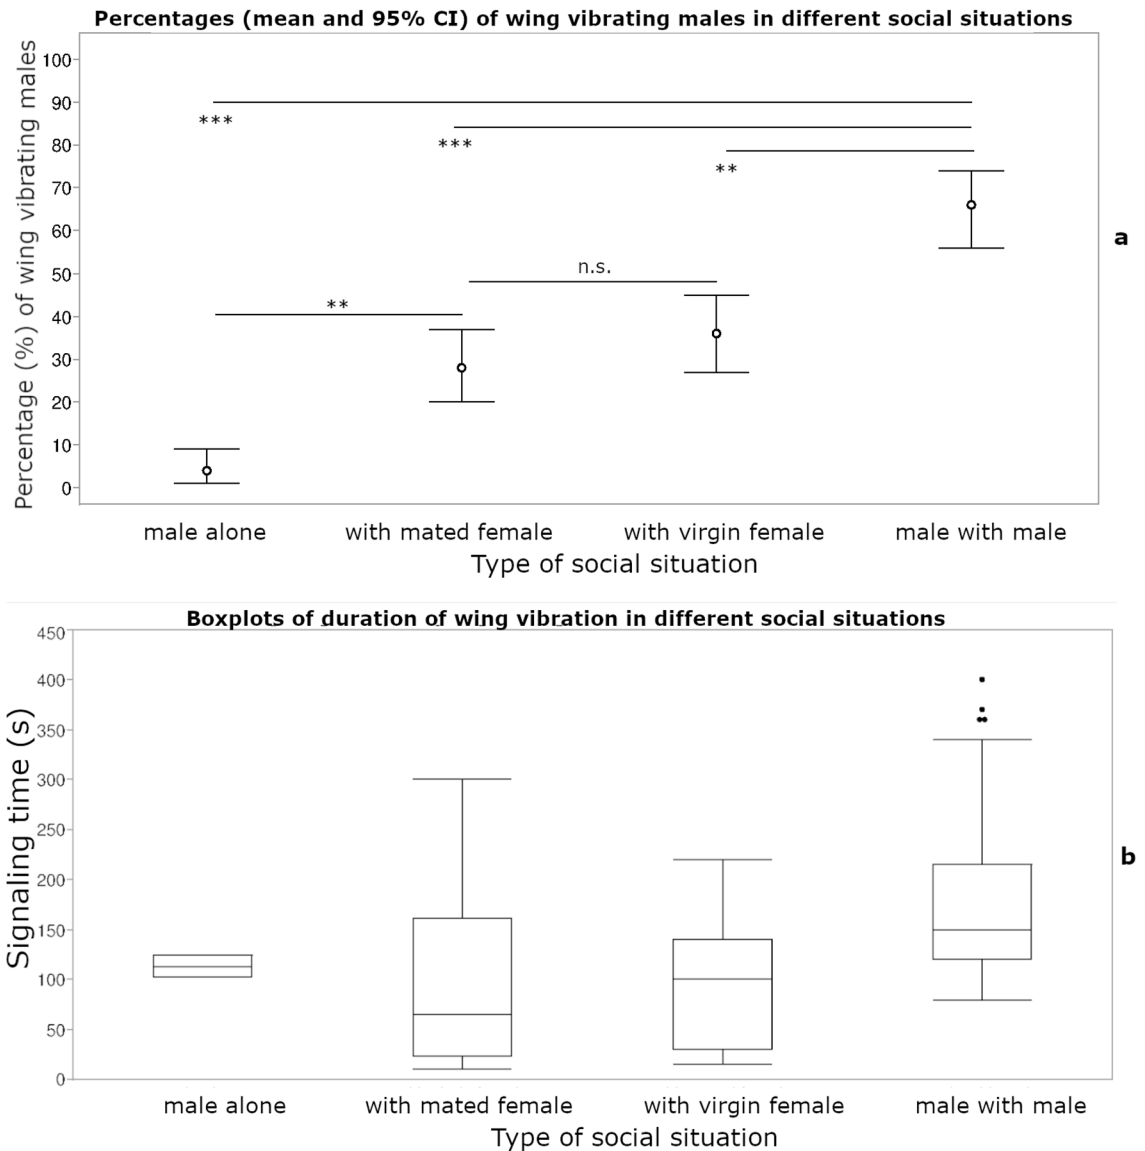 Percentages (mean and 95% CI) of wing vibrating males in different social situations
Percentage (%) of wing vibrating males
100
90
80
70
60
50
40
30
20
10
0
***
***
**
n.s.
**
a
male alone with mated female with virgin female male with male
Type of social situation
Boxplots of duration of wing vibration in different social situations
Signaling time (s)
450
400
350
300
250
200
150
100
50
0
b
male alone with mated female with virgin female male with male
Type of social situation